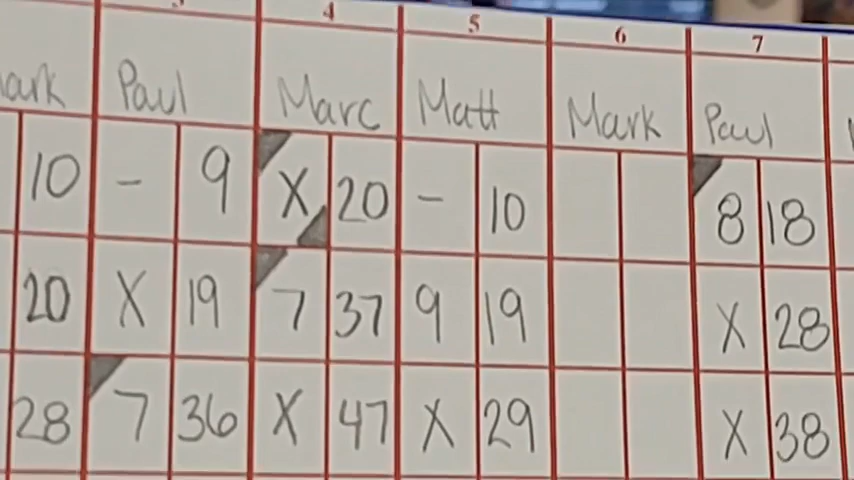 4 5 6 7
Paul Marc Matt Mark Paul
10 - 9 X 20 - 10 8 18
20 X 19 7 37 9 19 X 28
28 7 36 X 47 X 29 X 38